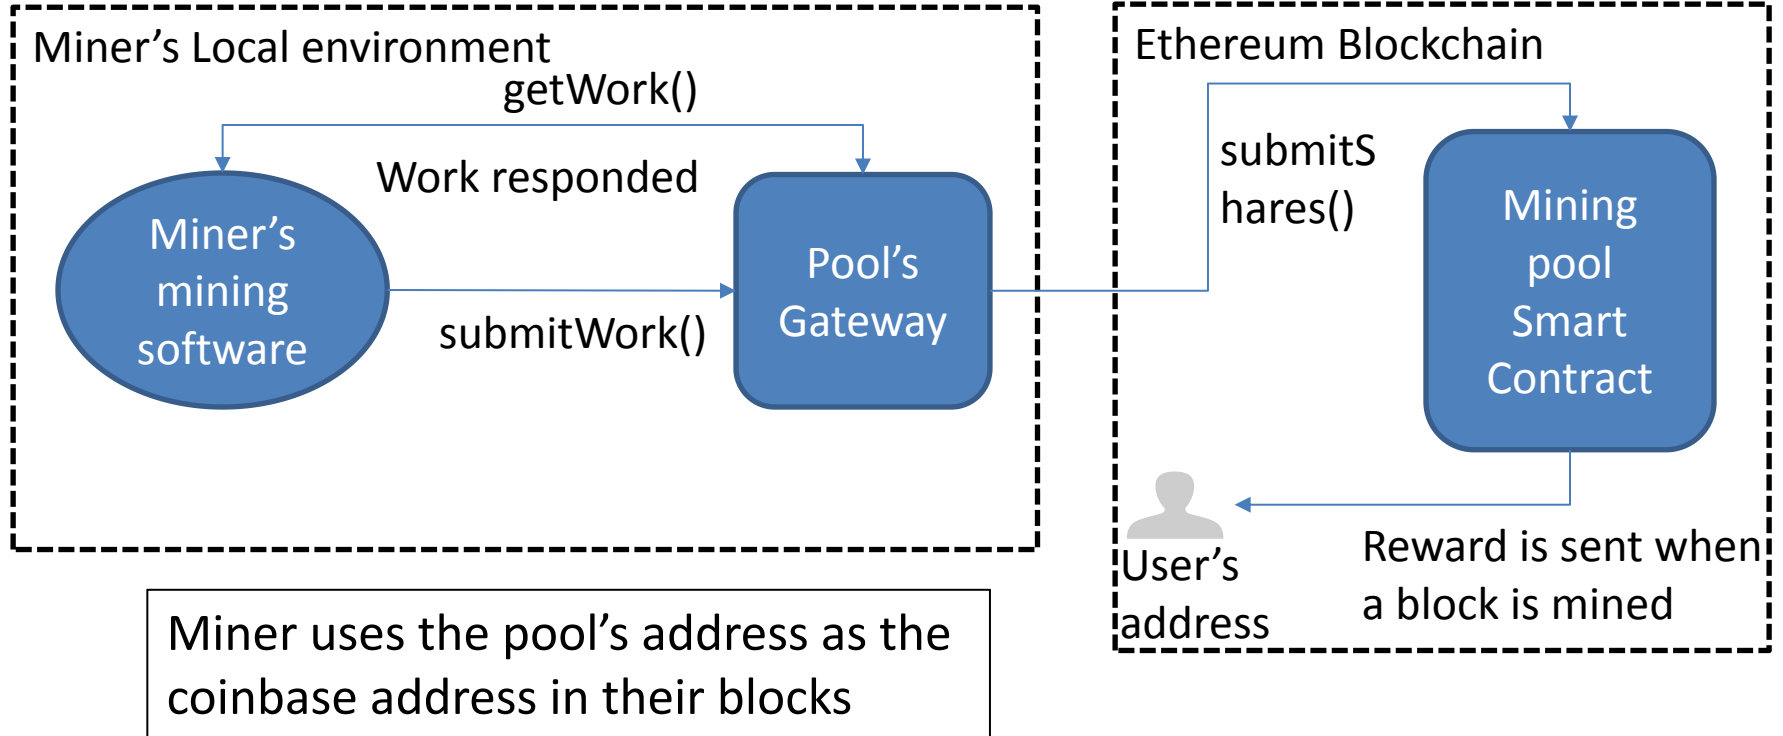 Miner’s Local environment
getWork()
Work responded
Miner’s
mining
software
submitWork()
Pool’s
Gateway
Ethereum Blockchain
submitS
hares()
Mining
pool
Smart
Contract
User’s
address
Reward is sent when
a block is mined
Miner uses the pool’s address as the
coinbase address in their blocks